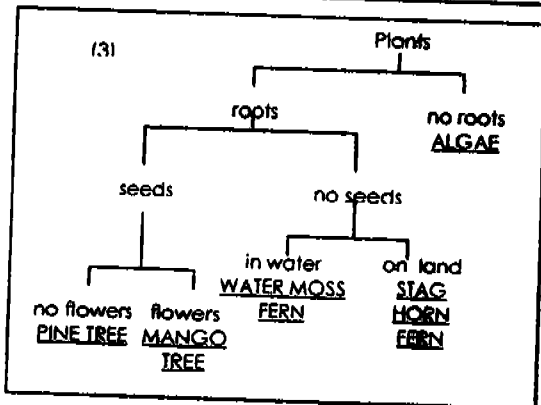 (3)
Plants
roots
no roots
ALGAE
seeds
no seeds
in water
WATER MOSS
FERN
on land
STAG
HORN
FERN
no flowers
PINE TREE
flowers
MANGO
TREE